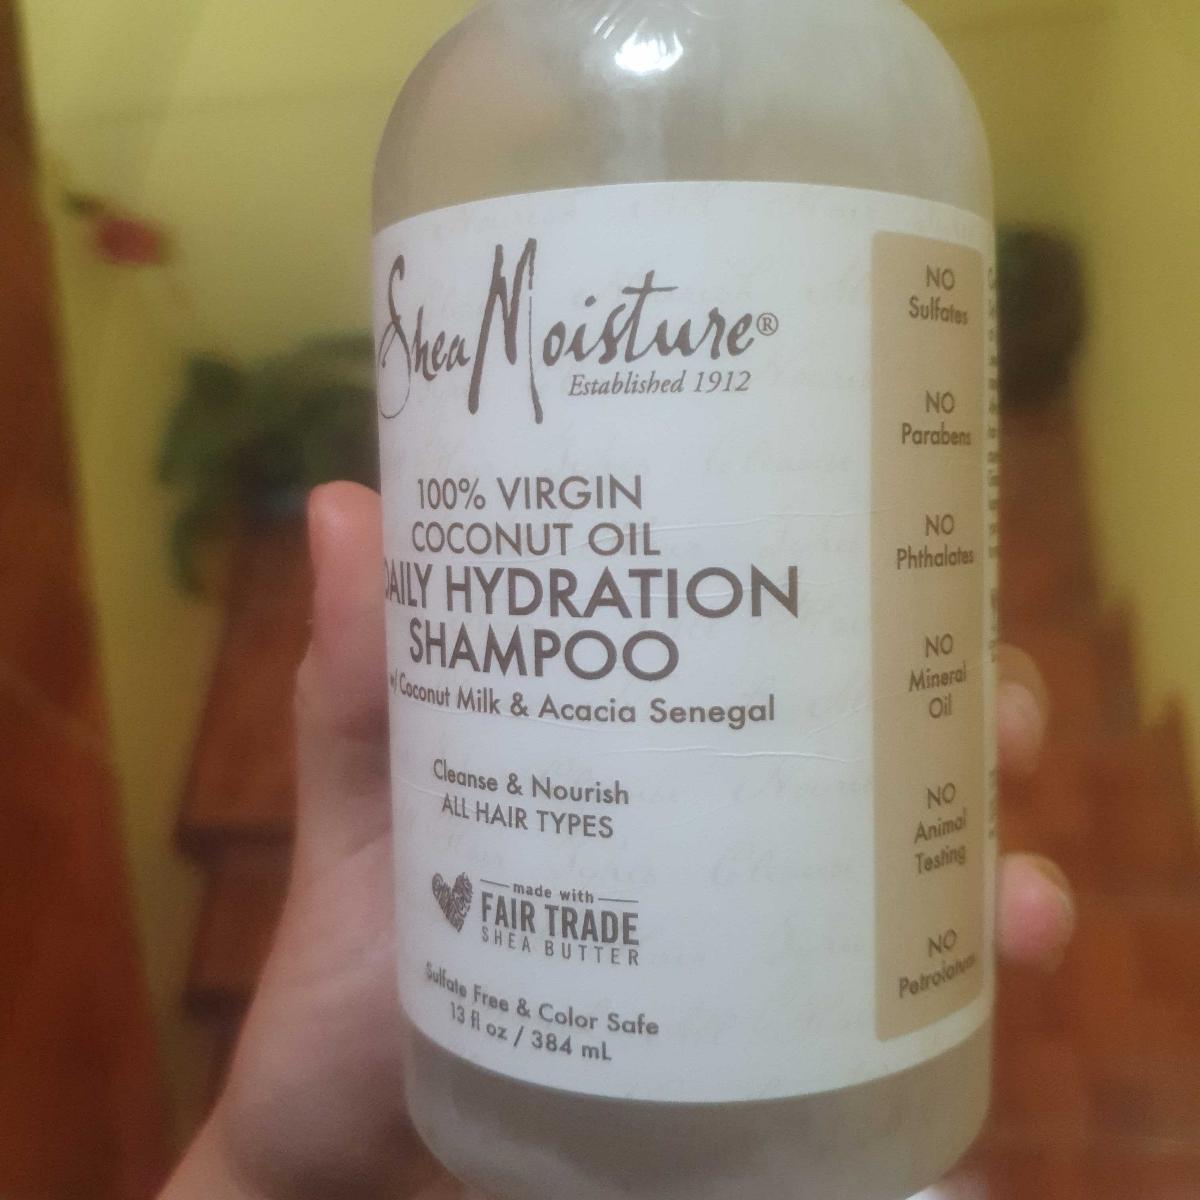 SheaMoisture®
Established 1912
100% VIRGIN
COCONUT OIL
DAILY HYDRATION
SHAMPOO
w/ Coconut Milk & Acacia Senegal
Cleanse & Nourish
ALL HAIR TYPES
made with
FAIR TRADE
SHEA BUTTER
Sulfate Free & Color Safe
13 fl oz / 384 mL
NO
Sulfates
NO
Parabens
NO
Phthalates
NO
Mineral
Oil
NO
Animal
Testing
NO
Petrolatum